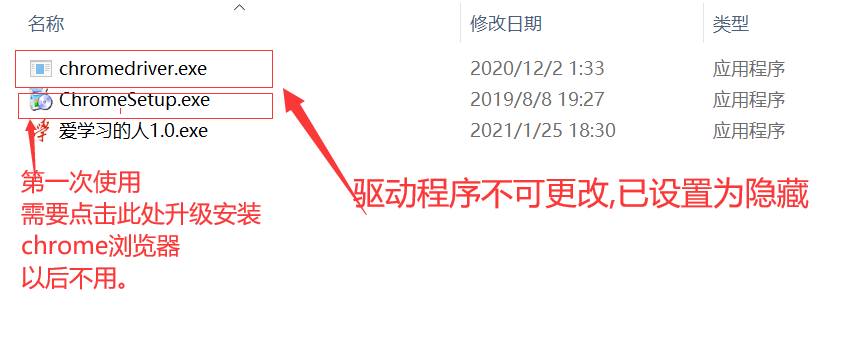 名称 修改日期 类型
chromedriver.exe 2020/12/2 1:33 应用程序
ChromeSetup.exe 2019/8/8 19:27 应用程序
爱学习的人1.0.exe 2021/1/25 18:30 应用程序
第一次使用
需要点击此处升级安装
chrome浏览器
以后不用。
驱动程序不可更改,已设置为隐藏